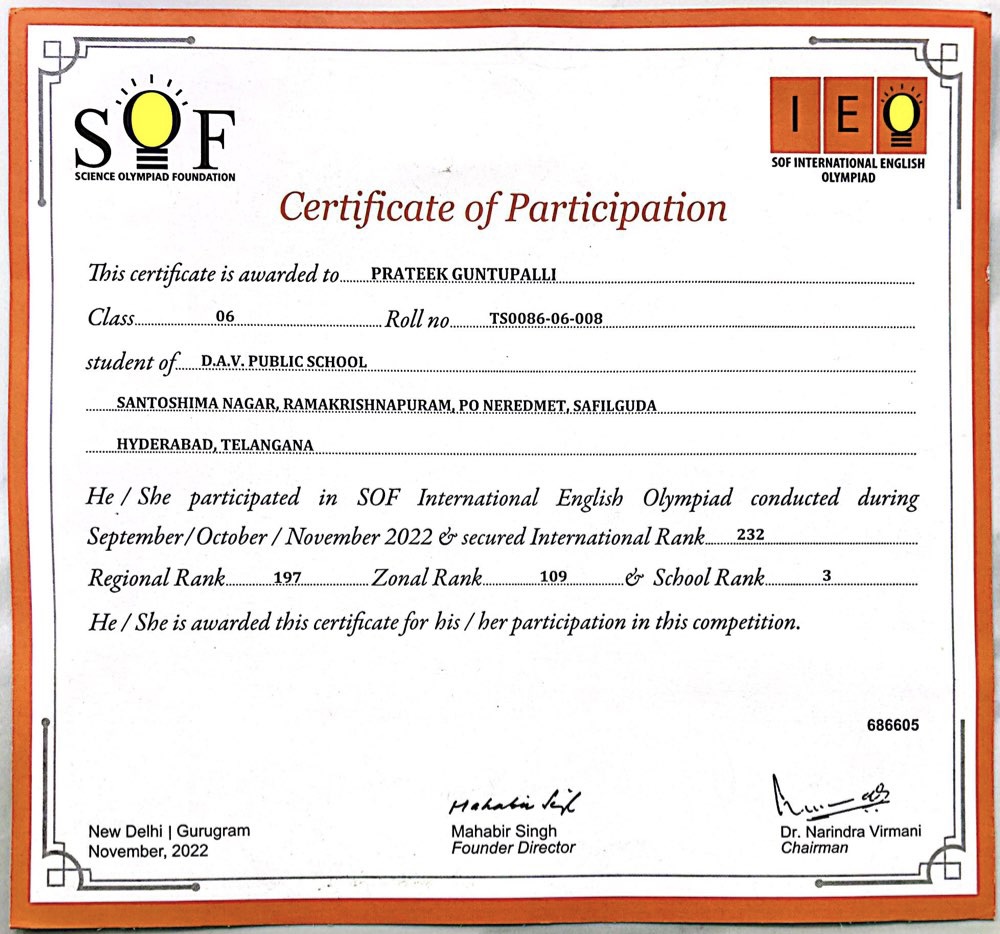 SOF
SCIENCE OLYMPIAD FOUNDATION
IEO
SOF INTERNATIONAL ENGLISH
OLYMPIAD
Certificate of Participation
This certificate is awarded to PRATEEK GUNTUPALLI
Class 06 Roll no TS0086-06-008
student of D.A.V. PUBLIC SCHOOL
SANTOSHIMA NAGAR, RAMAKRISHNAPURAM, PO NEREDMET, SAFILGUDA
HYDERABAD, TELANGANA
He / She participated in SOF International English Olympiad conducted during
September/October / November 2022 & secured International Rank 232
Regional Rank 197 Zonal Rank 109 & School Rank 3
He / She is awarded this certificate for his / her participation in this competition.
686605
Mahabir Singh
New Delhi | Gurugram
November, 2022
Mahabir Singh
Founder Director
Dr. Narindra Virmani
Chairman